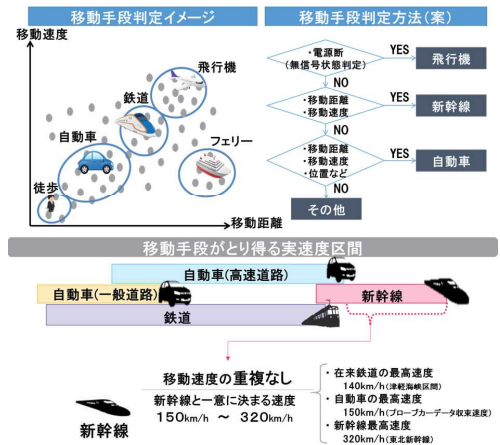 移動手段判定イメージ
移動速度
飛行機
鉄道
自動車
フェリー
徒歩
移動距離
移動手段判定方法(案)
・電源断
(無信号状態判定)
YES
飛行機
NO
・移動距離
・移動速度
YES
新幹線
NO
・移動距離
・移動速度
・位置など
YES
自動車
NO
その他
移動手段がとり得る実速度区間
自動車(高速道路)
自動車(一般道路)
新幹線
鉄道
移動速度の重複なし
新幹線と一意に決まる速度
150km/h ～ 320km/h
新幹線
・在来鉄道の最高速度
140km/h(津軽海峡区間)
・自動車の最高速度
150km/h(プローブカーデータ収束速度)
・新幹線最高速度
320km/h(東北新幹線)